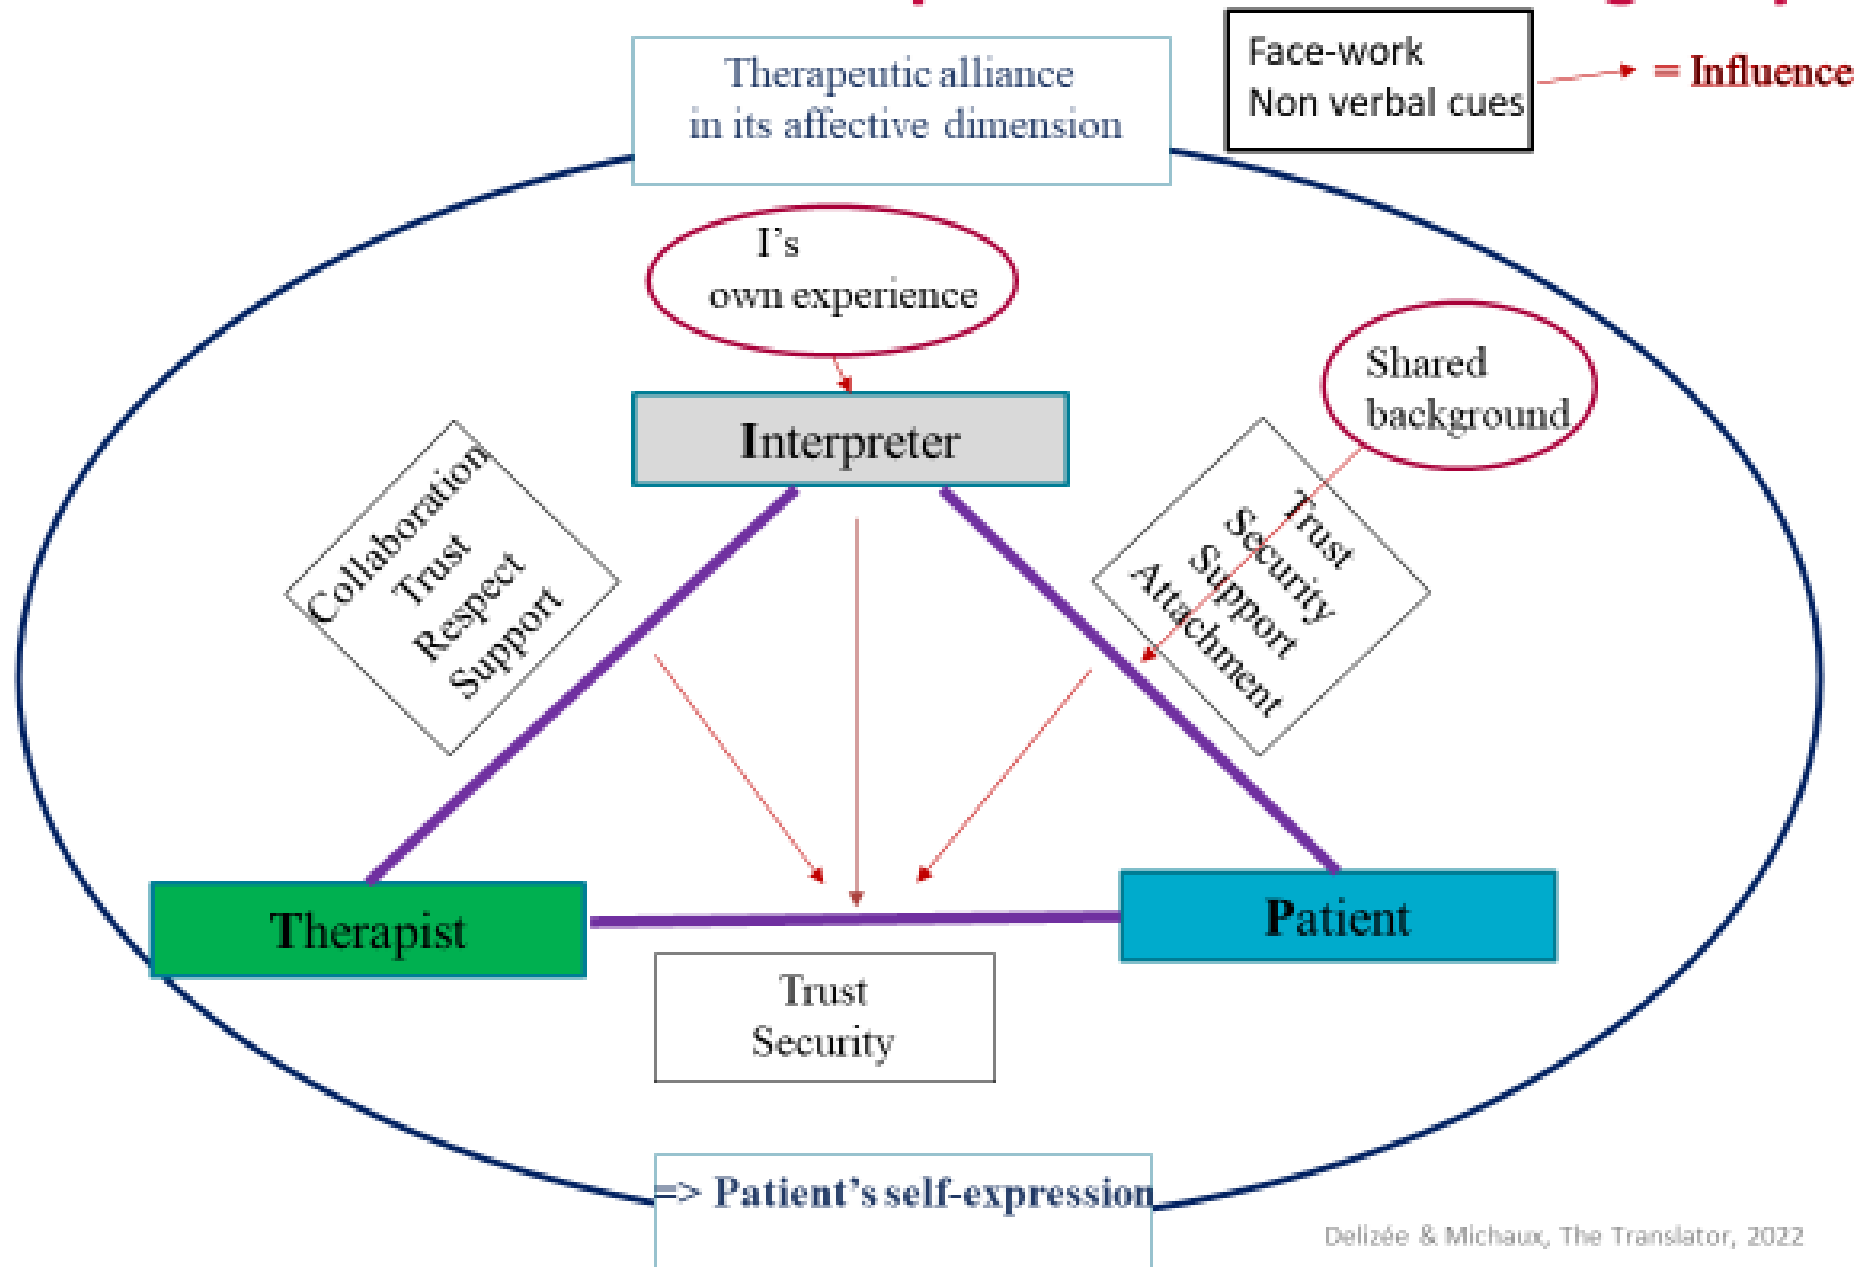 Therapeutic alliance
in its affective dimension
Face-work
Non verbal cues
= Influence
I's
own experience
Shared
background
Interpreter
Collaboration
Trust
Respect
Support
Trust
Security
Support
Attachment
Therapist
Patient
Trust
Security
=> Patient's self-expression
Delizée & Michaux, The Translator, 2022